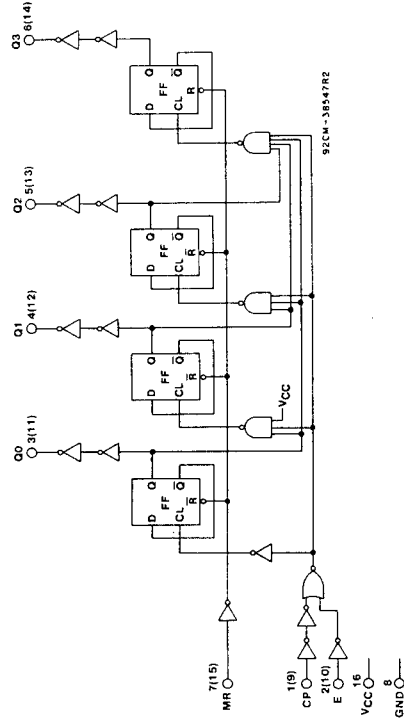 Q0 3(11)
Q1 4(12)
Q2 5(13)
Q3 6(14)
D Q
FF
CL Q
R
D Q
FF
CL Q
R
D Q
FF
CL Q
R
D Q
FF
CL Q
R
VCC
7(15)
MR
1(9)
CP
2(10)
E
16
VCC
8
GND
92CM-38547R2